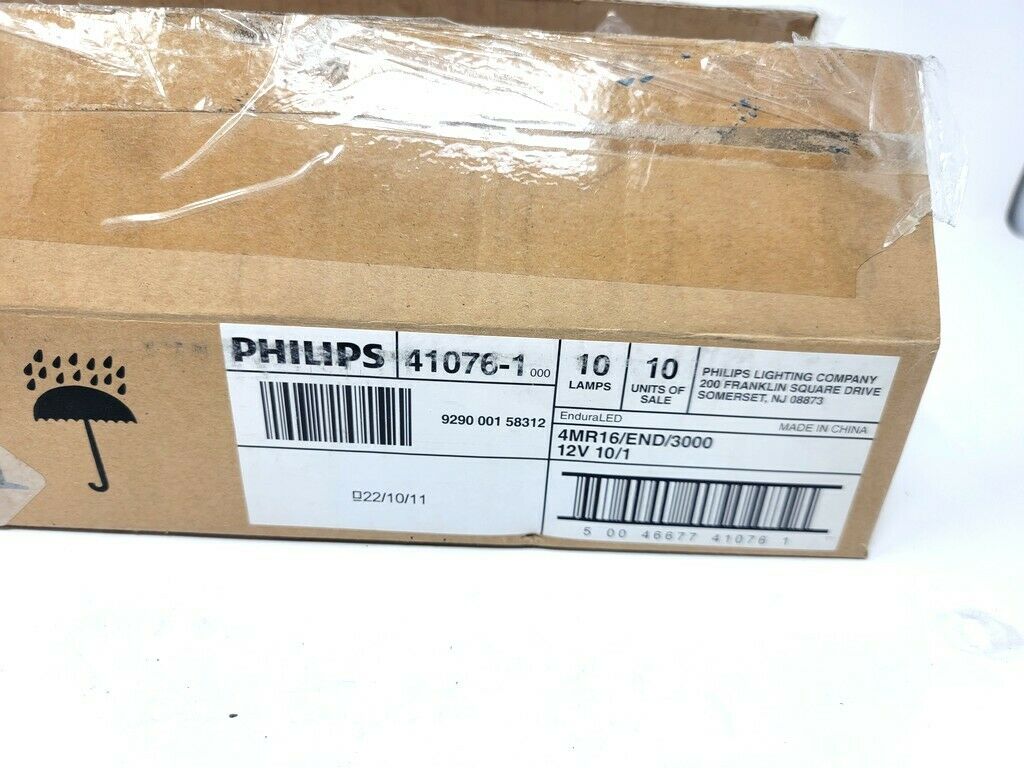 PHILIPS
41076-1 000
10
LAMPS
10
UNITS OF
SALE
PHILIPS LIGHTING COMPANY
200 FRANKLIN SQUARE DRIVE
SOMERSET, NJ 08873
9290 001 58312
EnduraLED
MADE IN CHINA
4MR16/END/3000
12V 10/1
22/10/11
5 00 46677 41076 1